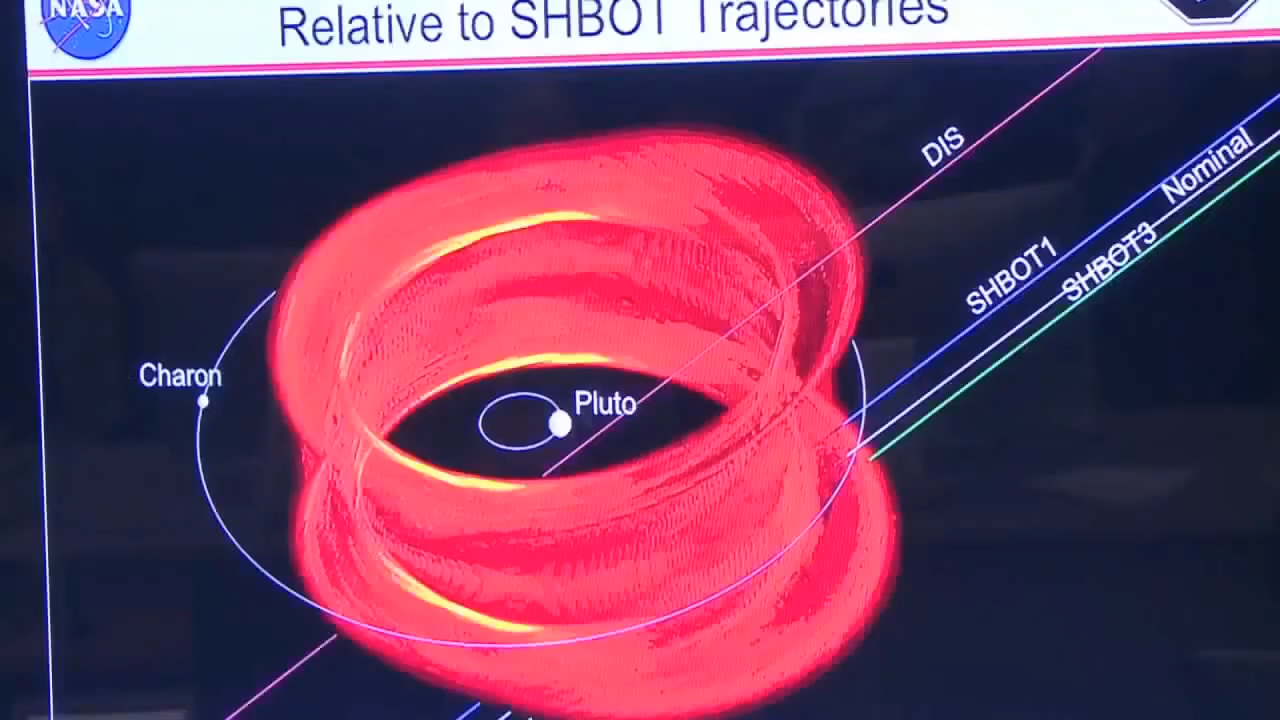 NASA
Relative to SHBOT Trajectories
DIS
Nominal
SHBOT1
SHBOT3
Charon
Pluto